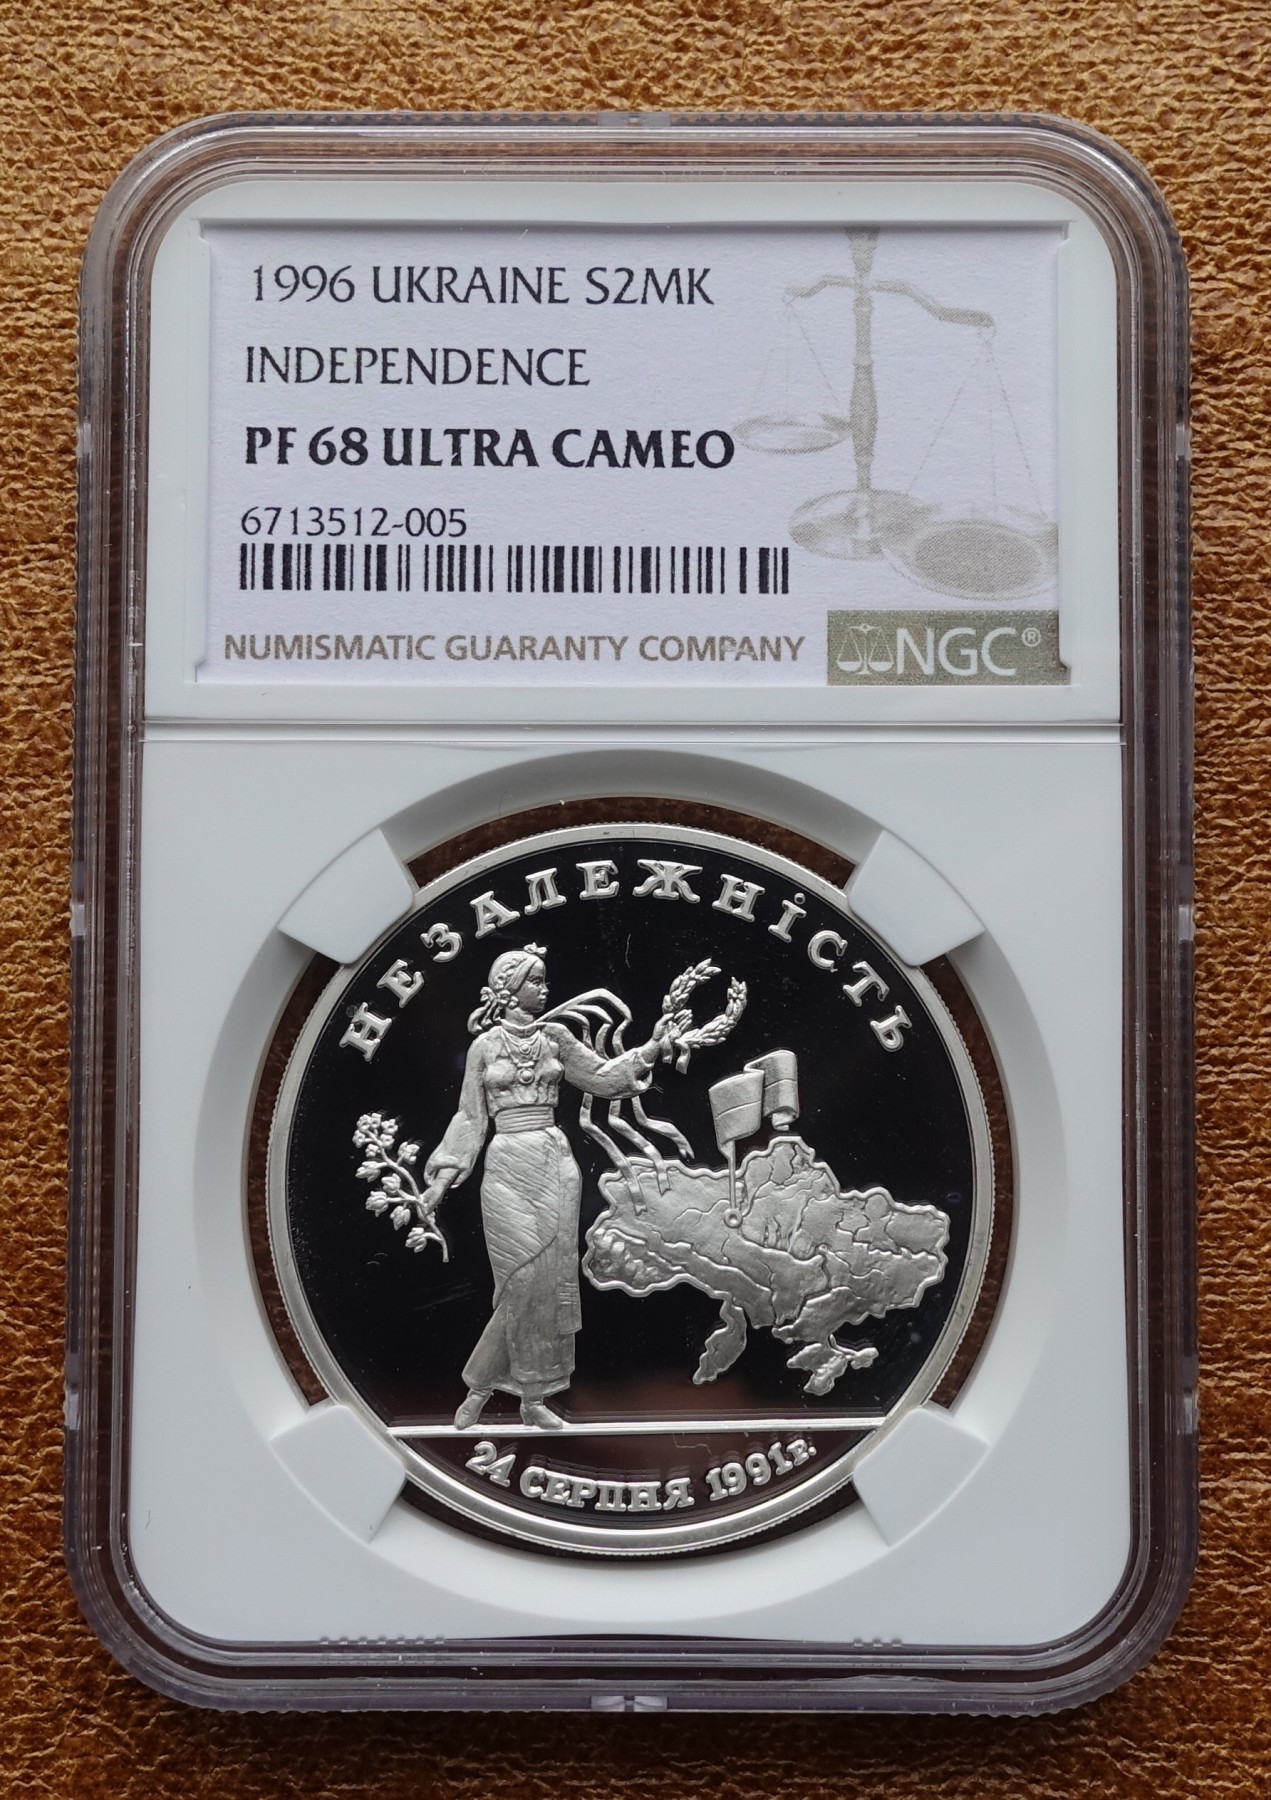 1996 UKRAINE S2MK
INDEPENDENCE
PF 68 ULTRA CAMEO
6713512-005
NUMISMATIC GUARANTY COMPANY
NGC®
НЕЗАЛЕЖНІСТЬ
24 СЕРПНЯ 1991р.